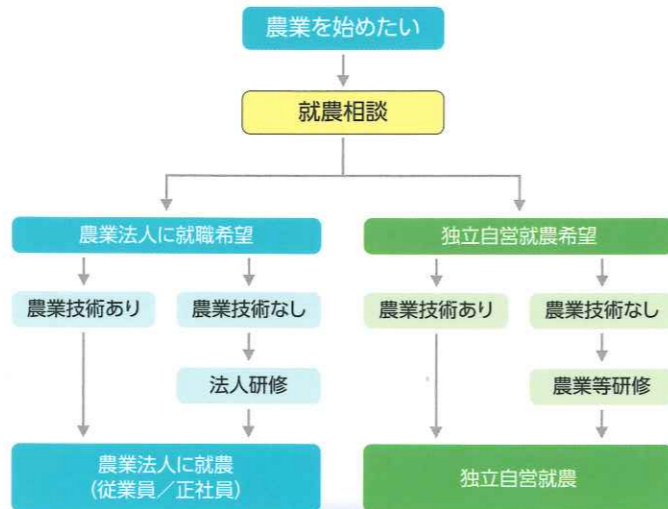 農業を始めたい
就農相談
農業法人に就職希望
独立自営就農希望
農業技術あり
農業技術なし
農業技術あり
農業技術なし
法人研修
農業等研修
農業法人に就農
(従業員／正社員)
独立自営就農